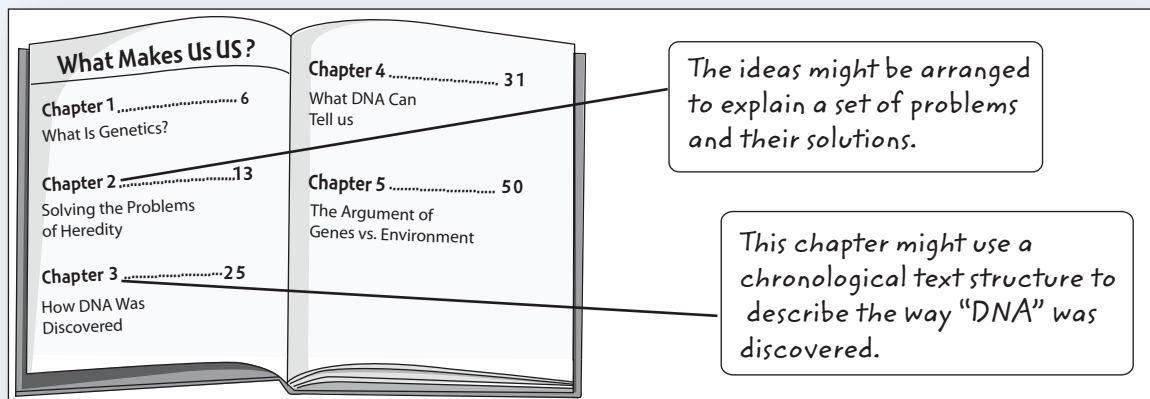 What Makes Us US?
Chapter 1 ............................ 6
What Is Genetics?
Chapter 2 ............................ 13
Solving the Problems
of Heredity
Chapter 3 ........................ 25
How DNA Was
Discovered
Chapter 4 ......................... 31
What DNA Can
Tell us
Chapter 5 ......................... 50
The Argument of
Genes vs. Environment
The ideas might be arranged
to explain a set of problems
and their solutions.
This chapter might use a
chronological text structure to
describe the way “DNA” was
discovered.